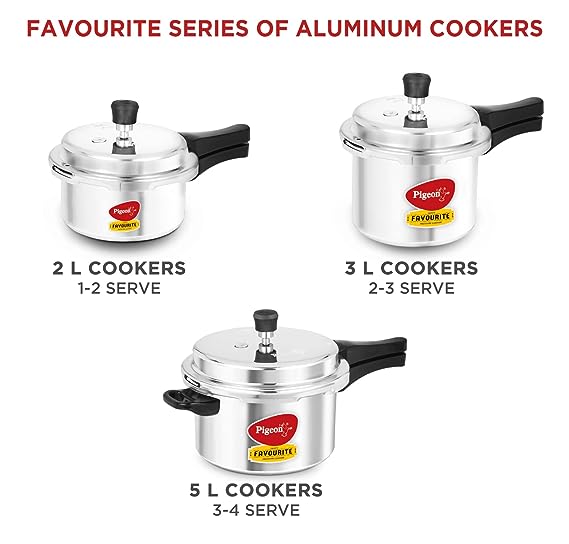 FAVOURITE SERIES OF ALUMINUM COOKERS
Pigeon
FAVOURITE
2 L COOKERS
1-2 SERVE
Pigeon
FAVOURITE
3 L COOKERS
2-3 SERVE
Pigeon
FAVOURITE
5 L COOKERS
3-4 SERVE